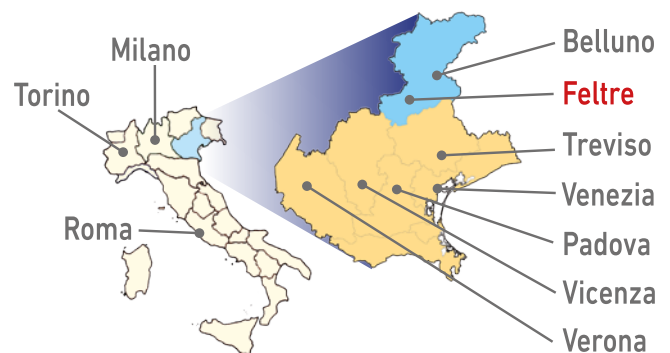 Milano
Torino
Roma
Belluno
Feltre
Treviso
Venezia
Padova
Vicenza
Verona